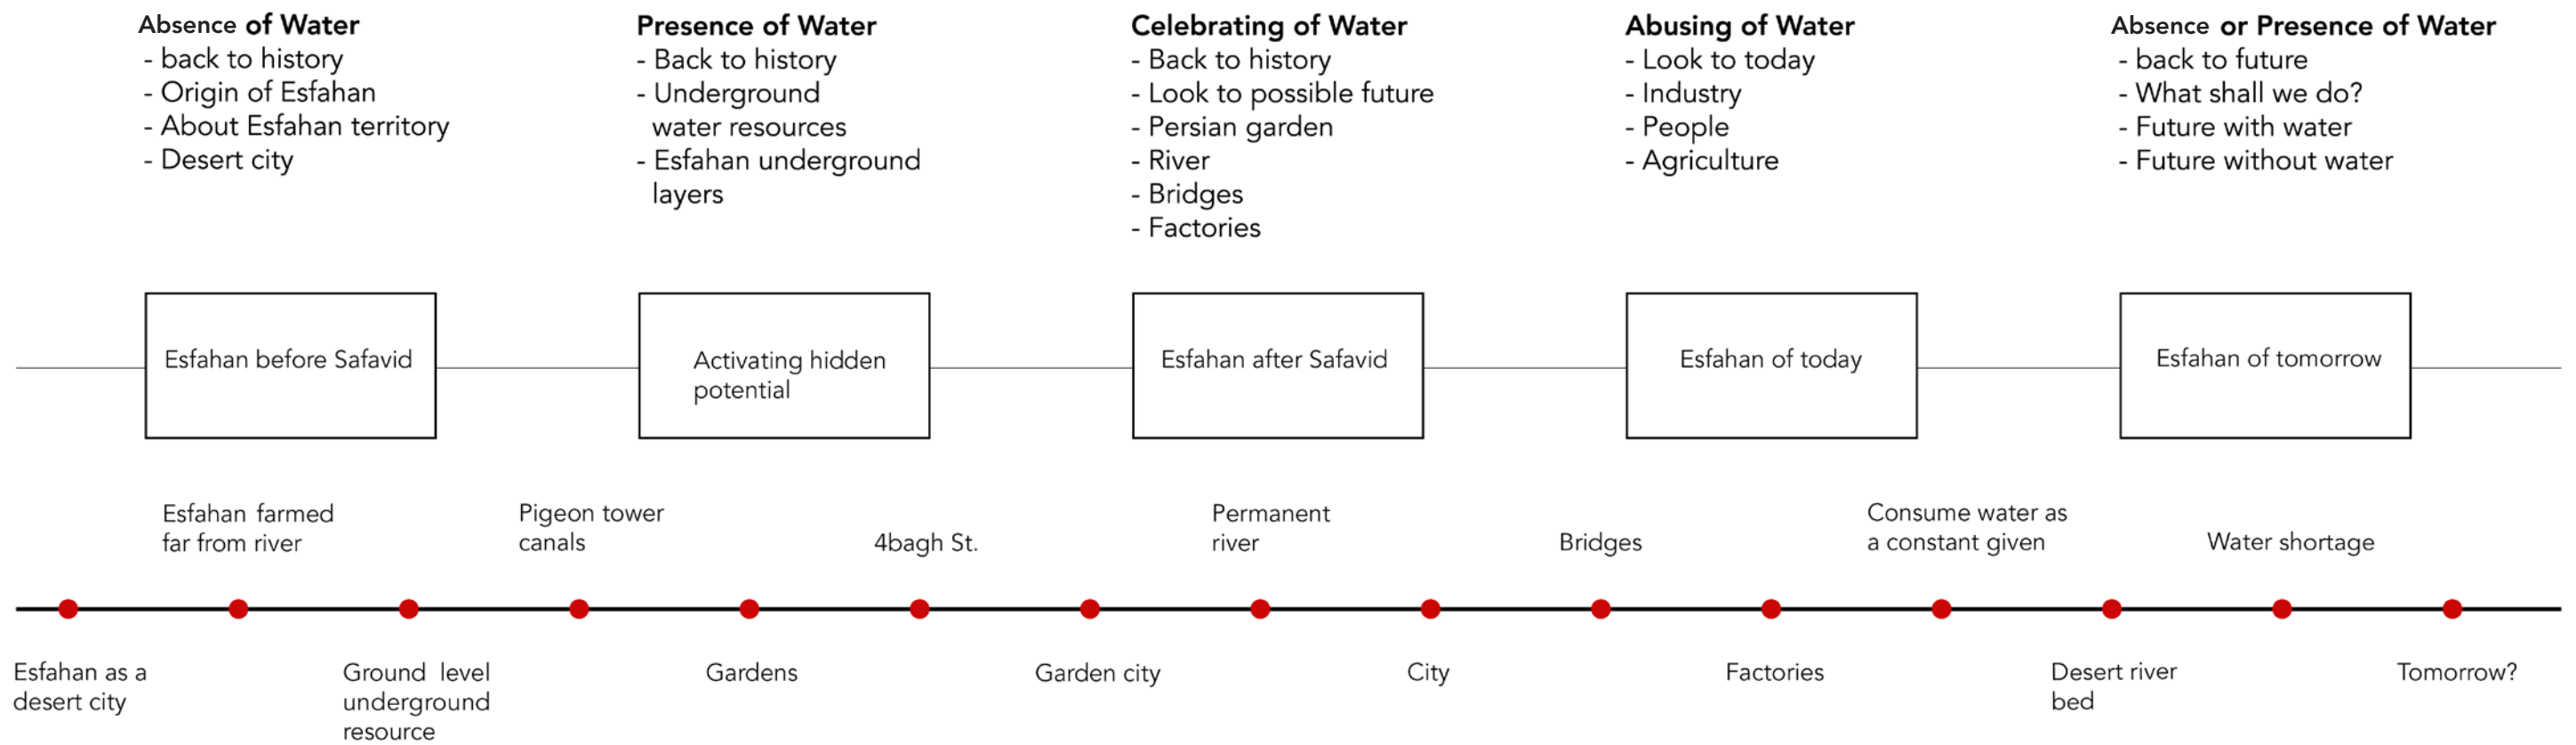 Absence of Water
- back to history
- Origin of Esfahan
- About Esfahan territory
- Desert city
Presence of Water
- Back to history
- Underground
water resources
- Esfahan underground
layers
Celebrating of Water
- Back to history
- Look to possible future
- Persian garden
- River
- Bridges
- Factories
Abusing of Water
- Look to today
- Industry
- People
- Agriculture
Absence or Presence of Water
- back to future
- What shall we do?
- Future with water
- Future without water
Esfahan before Safavid
Activating hidden
potential
Esfahan after Safavid
Esfahan of today
Esfahan of tomorrow
Esfahan farmed
far from river
Pigeon tower
canals
4bagh St.
Permanent
river
Bridges
Consume water as
a constant given
Water shortage
Esfahan as a
desert city
Ground level
underground
resource
Gardens
Garden city
City
Factories
Desert river
bed
Tomorrow?